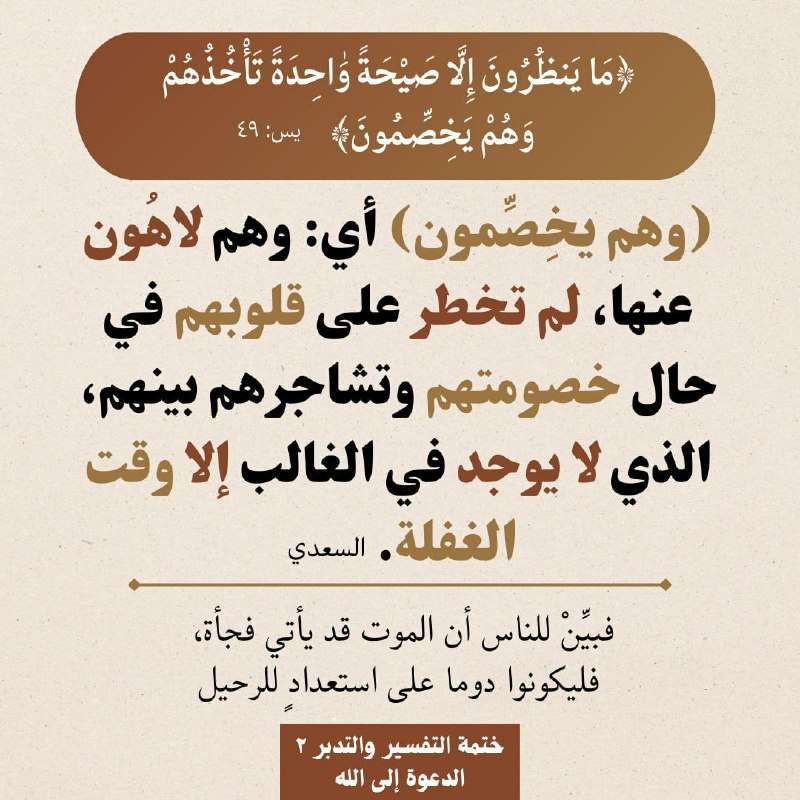 ﴿مَا يَنظُرُونَ إِلَّا صَيْحَةً وَٰحِدَةً تَأْخُذُهُمْ
وَهُمْ يَخِصِّمُونَ﴾ يس: ٤٩
(وهم يخِصِّمون) أي: وهم لاهُون
عنها، لم تخطر على قلوبهم في
حال خصومتهم وتشاجرهم بينهم،
الذي لا يوجد في الغالب إلا وقت
الغفلة. السعدي
فبيِّنْ للناس أن الموت قد يأتي فجأة،
فليكونوا دوما على استعدادٍ للرحيل
ختمة التفسير والتدبر ٢
الدعوة إلى الله